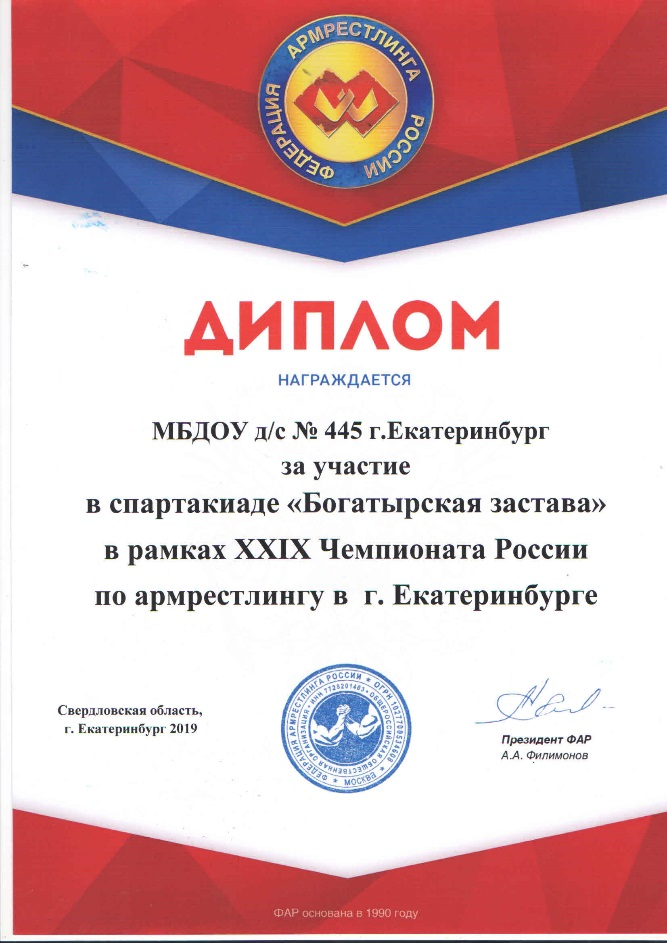 ФЕДЕРАЦИЯ АРМРЕСТЛИНГА РОССИИ
ДИПЛОМ
НАГРАЖДАЕТСЯ
МБДОУ д/с № 445 г.Екатеринбург
за участие
в спартакиаде «Богатырская застава»
в рамках XXIX Чемпионата России
по армрестлингу в г. Екатеринбурге
Свердловская область,
г. Екатеринбург 2019
ФЕДЕРАЦИЯ АРМРЕСТЛИНГА РОССИИ ★ ОГРН
ОБЩЕРОССИЙСКАЯ ОБЩЕСТВЕННАЯ ОРГАНИЗАЦИЯ • ИНН
★ МОСКВА ★
Президент ФАР
А.А. Филимонов
ФАР основана в 1990 году